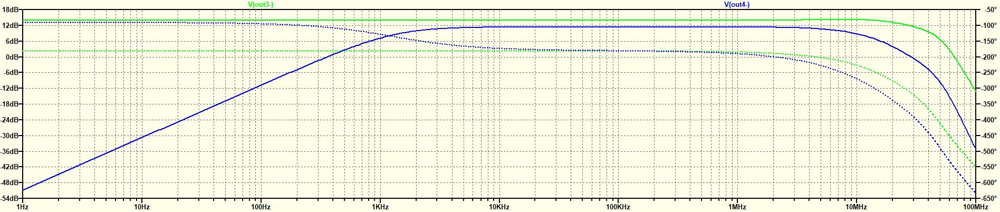 V(out3-) V(out4-)
18dB -50°
12dB -100°
6dB -150°
0dB -200°
-6dB -250°
-12dB -300°
-18dB -350°
-24dB -400°
-30dB -450°
-36dB -500°
-42dB -550°
-48dB -600°
-54dB -650°
1Hz 10Hz 100Hz 1KHz 10KHz 100KHz 1MHz 10MHz 100MHz